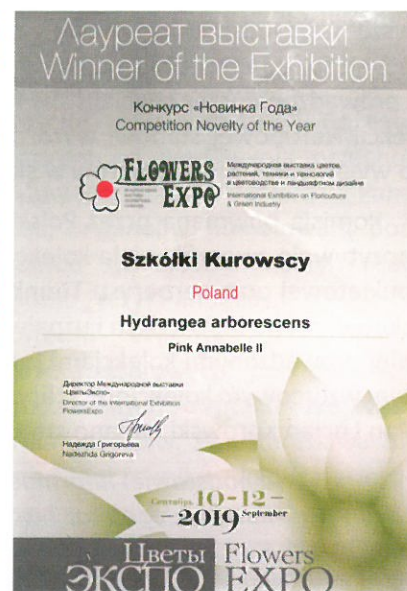 Лауреат выставки
Winner of the Exhibition
Конкурс «Новинка Года»
Competition Novelty of the Year
FLOWERS
EXPO
Международная выставка цветов,
растений, техники и технологий
в цветоводстве и ландшафтном дизайне
International Exhibition on Floriculture
& Green Industry
Szkółki Kurowscy
Poland
Hydrangea arborescens
Pink Annabelle II
Директор Международной выставки
«ЦветыЭкспо»
Director of the International Exhibition
FlowersExpo
Надежда Григорьева
Nadezhda Grigorieva
Сентябрь 10-12 –
– 2019 September
Цветы Flowers
ЭКСПО EXPO